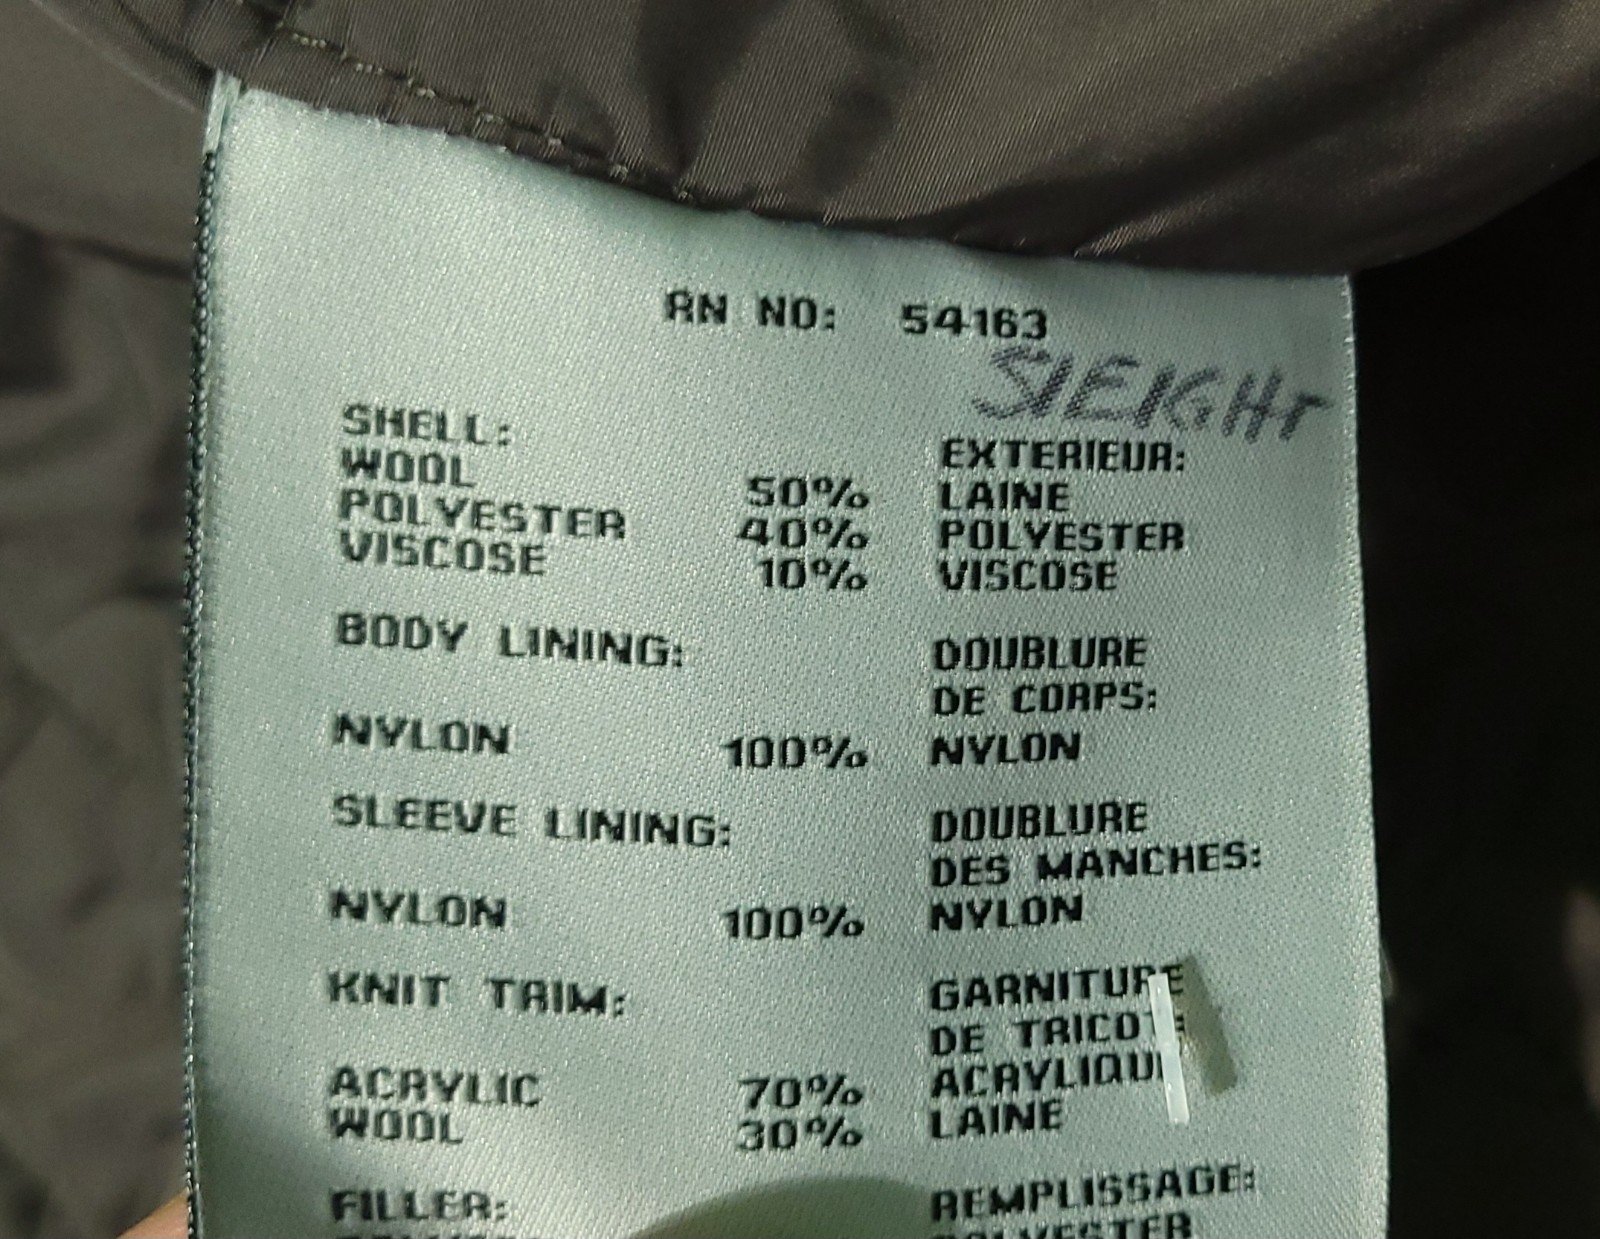 RN NO: 54163
SIEIGHT
SHELL:
EXTERIEUR:
WOOL 50% LAINE
POLYESTER 40% POLYESTER
VISCOSE 10% VISCOSE
BODY LINING:
DOUBLURE
DE CORPS:
NYLON 100% NYLON
SLEEVE LINING:
DOUBLURE
DES MANCHES:
NYLON 100% NYLON
KNIT TRIM:
GARNITURE
DE TRICOT:
ACRYLIC 70% ACRYLIQUE
WOOL 30% LAINE
FILLER:
REMPLISSAGE:
POLYESTER